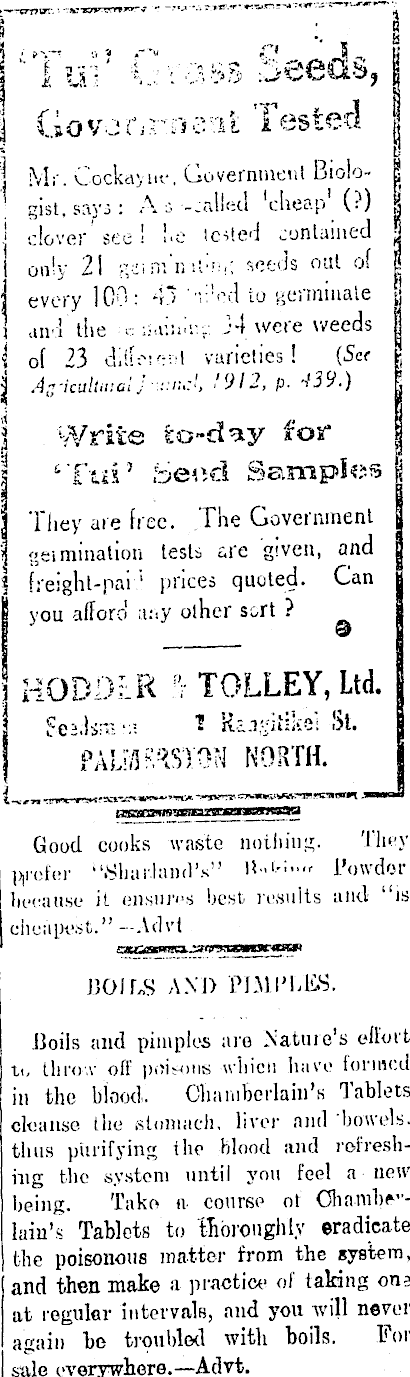 'Tui' Grass Seeds,
Government Tested
Mr. Cockayne, Government Biolo-
gist, says: A so-called 'cheap' (?)
clover seed he tested contained
only 21 germinating seeds out of
every 100: 45 failed to germinate
and the remaining 34 were weeds
of 23 different varieties! (See
Agricultural Journal, 1912, p. 439.)
Write to-day for
'Tui' Seed Samples
They are free. The Government
germination tests are given, and
freight-paid prices quoted. Can
you afford any other sort?
HODDER & TOLLEY, Ltd.
Seedsmen Rangitikei St.
PALMERSTON NORTH.
Good cooks waste nothing. They
prefer "Sharland's" Baking Powder
because it ensures best results and "is
cheapest."—Advt
BOILS AND PIMPLES.
Boils and pimples are Nature's effort
to throw off poisons which have formed
in the blood. Chamberlain's Tablets
cleanse the stomach, liver and bowels,
thus purifying the blood and refresh-
ing the system until you feel a new
being. Take a course of Chamber-
lain's Tablets to thoroughly eradicate
the poisonous matter from the system,
and then make a practice of taking one
at regular intervals, and you will never
again be troubled with boils. For
sale everywhere.—Advt.